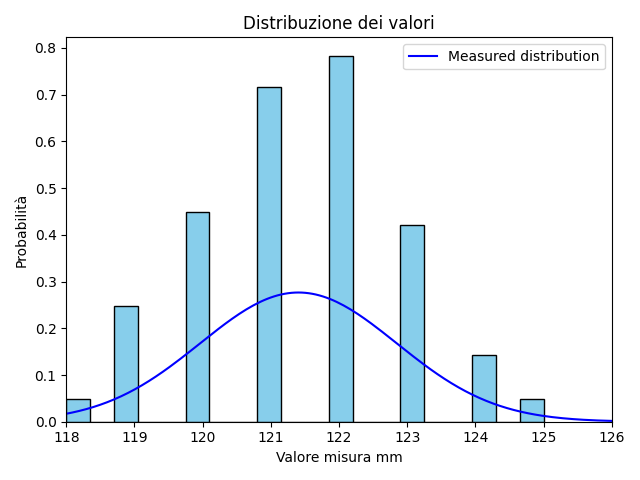 Distribuzione dei valori
Measured distribution
Probabilità
0.8
0.7
0.6
0.5
0.4
0.3
0.2
0.1
0.0
118 119 120 121 122 123 124 125 126
Valore misura mm